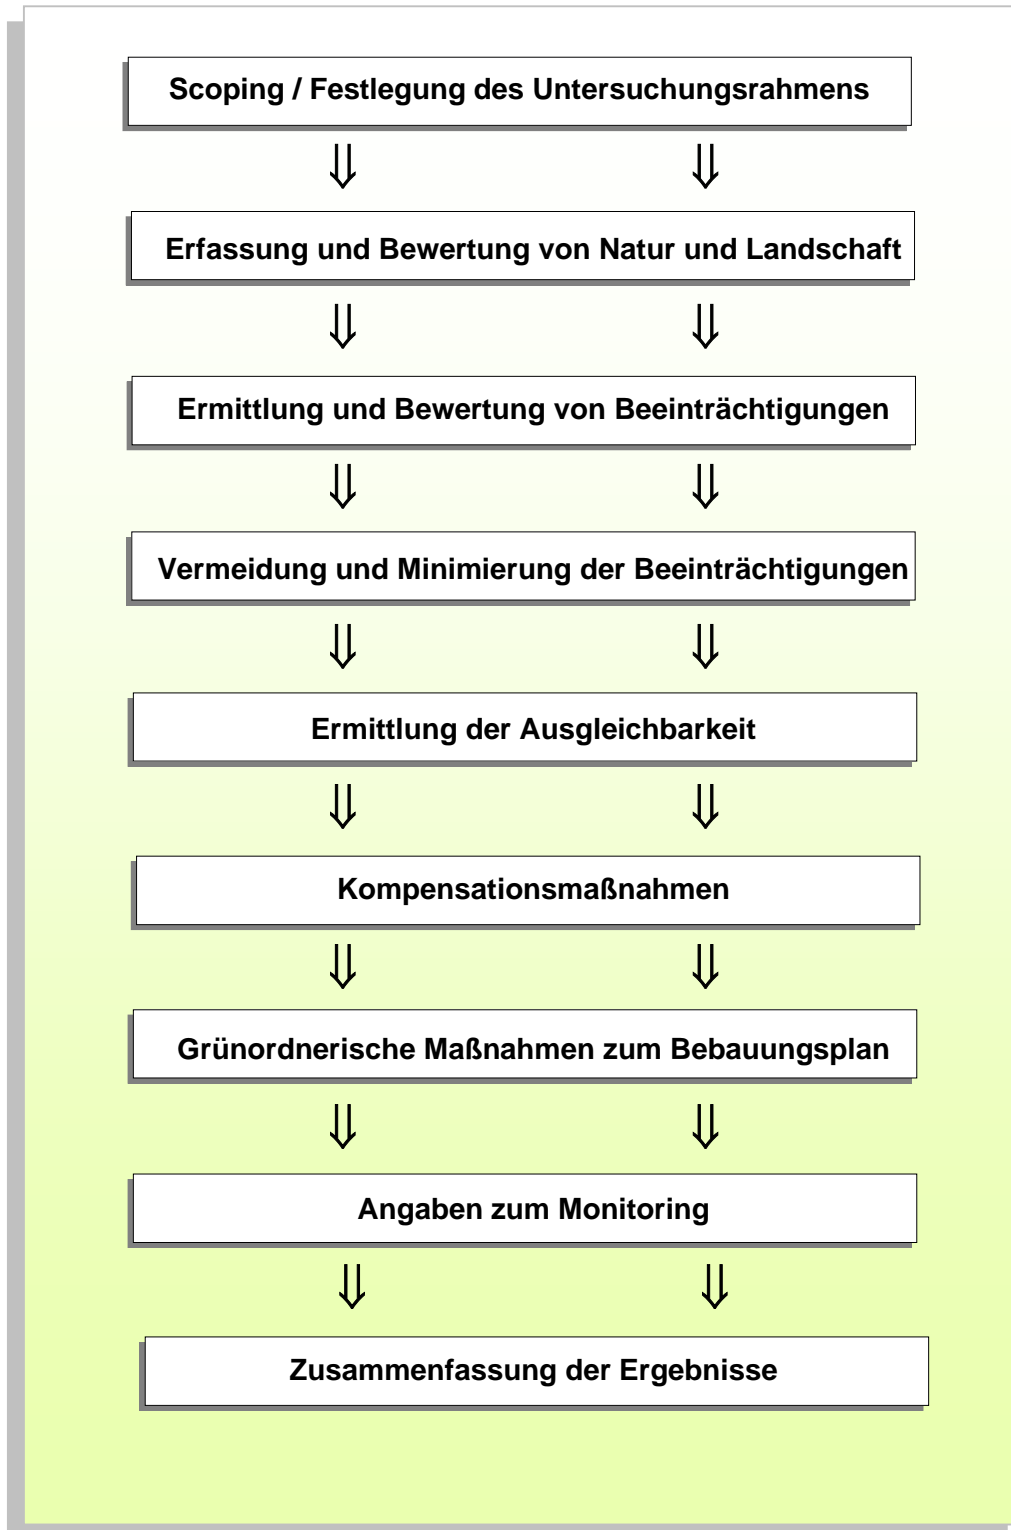 Scoping / Festlegung des Untersuchungsrahmens
⇓ ⇓
Erfassung und Bewertung von Natur und Landschaft
⇓ ⇓
Ermittlung und Bewertung von Beeinträchtigungen
⇓ ⇓
Vermeidung und Minimierung der Beeinträchtigungen
⇓ ⇓
Ermittlung der Ausgleichbarkeit
⇓ ⇓
Kompensationsmaßnahmen
⇓ ⇓
Grünordnerische Maßnahmen zum Bebauungsplan
⇓ ⇓
Angaben zum Monitoring
⇓ ⇓
Zusammenfassung der Ergebnisse